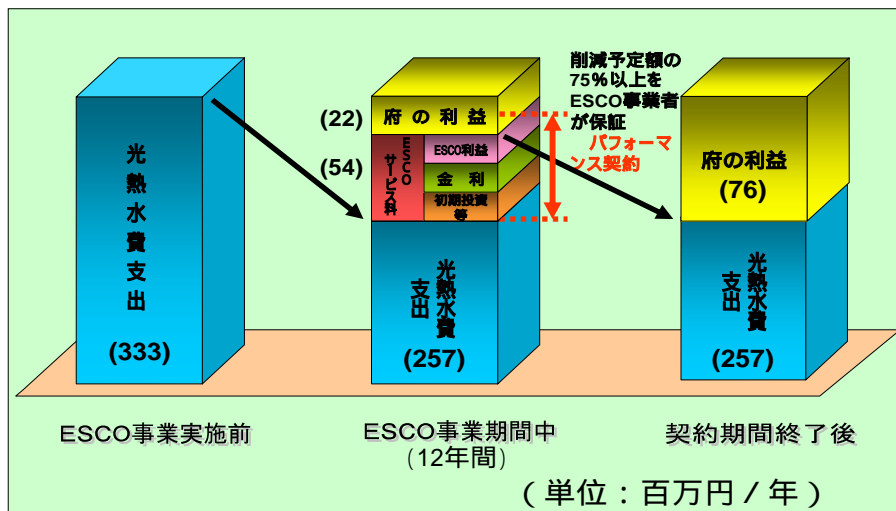 光熱水費支出
(333)
(22)
(54)
府の利益
ESCO
サービス料
ESCO利益
金利
初期投資
等
光熱水費
支出
(257)
削減予定額の
75%以上を
ESCO事業者
が保証
パフォーマ
ンス契約
府の利益
(76)
光熱水費
支出
(257)
ESCO事業実施前
ESCO事業期間中
(12年間)
契約期間終了後
(単位:百万円/年)